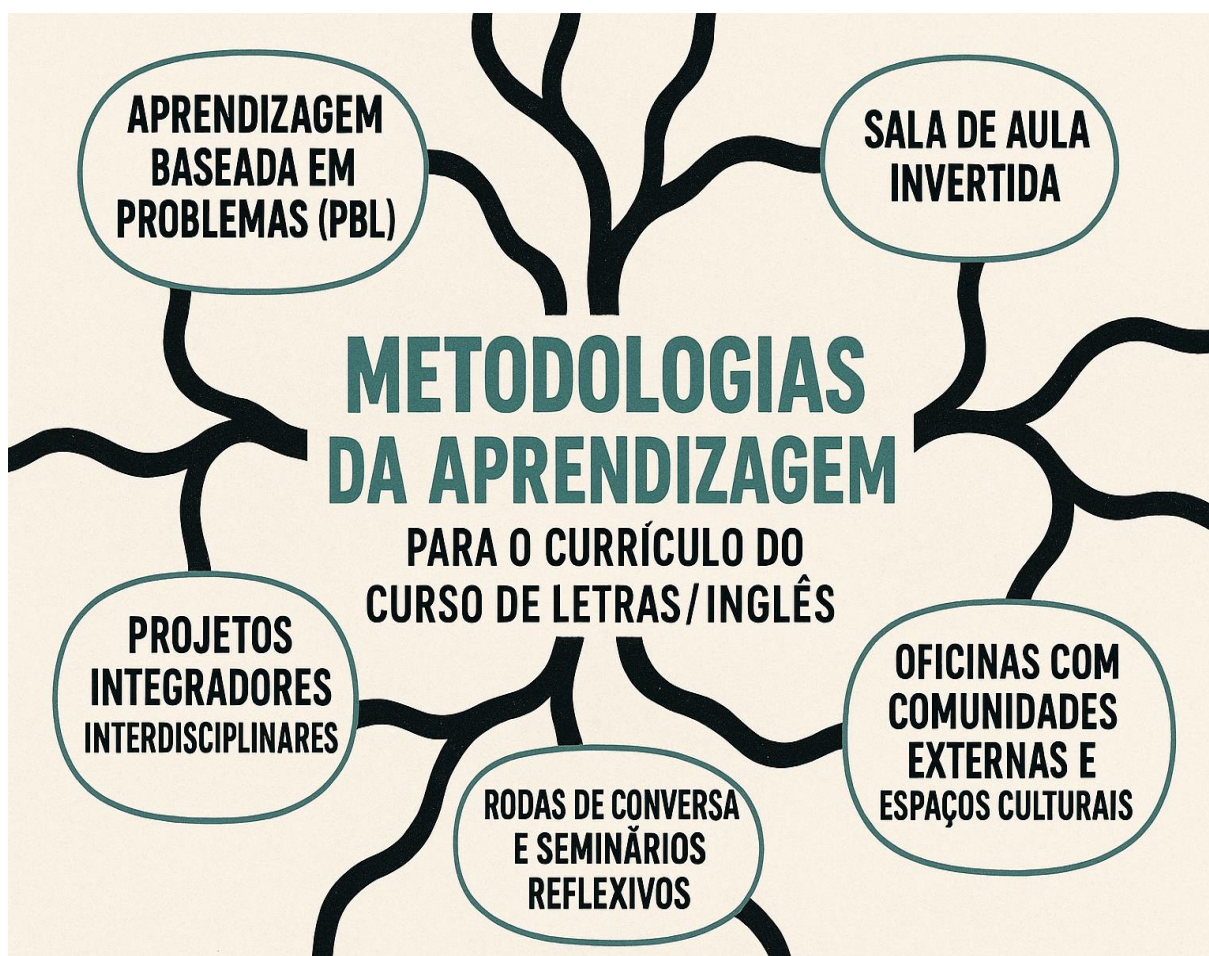 APRENDIZAGEM
BASEADA EM
PROBLEMAS (PBL)
SALA DE AULA
INVERTIDA
METODOLOGIAS
DA APRENDIZAGEM
PARA O CURRÍCULO DO
CURSO DE LETRAS/INGLÊS
PROJETOS
INTEGRADORES
INTERDISCIPLINARES
OFICINAS COM
COMUNIDADES
EXTERNAS E
ESPAÇOS CULTURAIS
RODAS DE CONVERSA
E SEMINĂRIOS
REFLEXIVOS